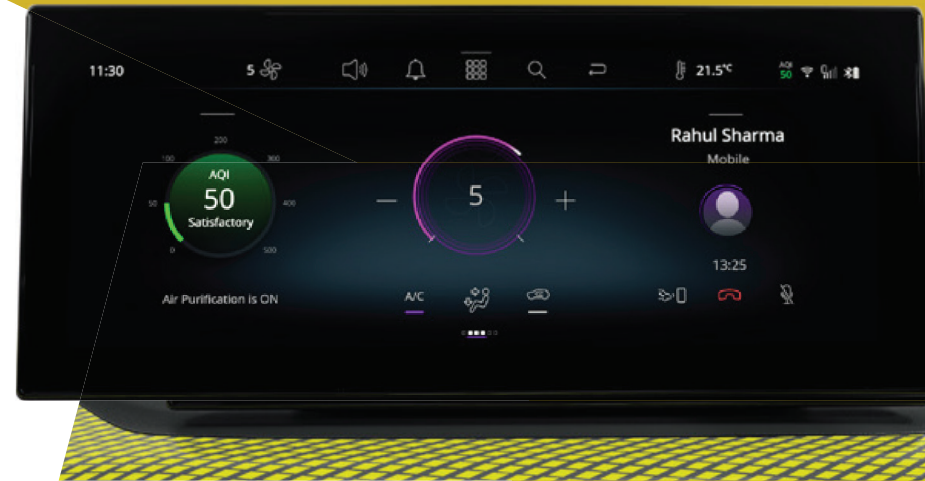 11:30
5
21.5°C
AQI
50
200
100
300
AQI
50
Satisfactory
50
400
0
500
Air Purification is ON
5
A/C
Rahul Sharma
Mobile
13:25